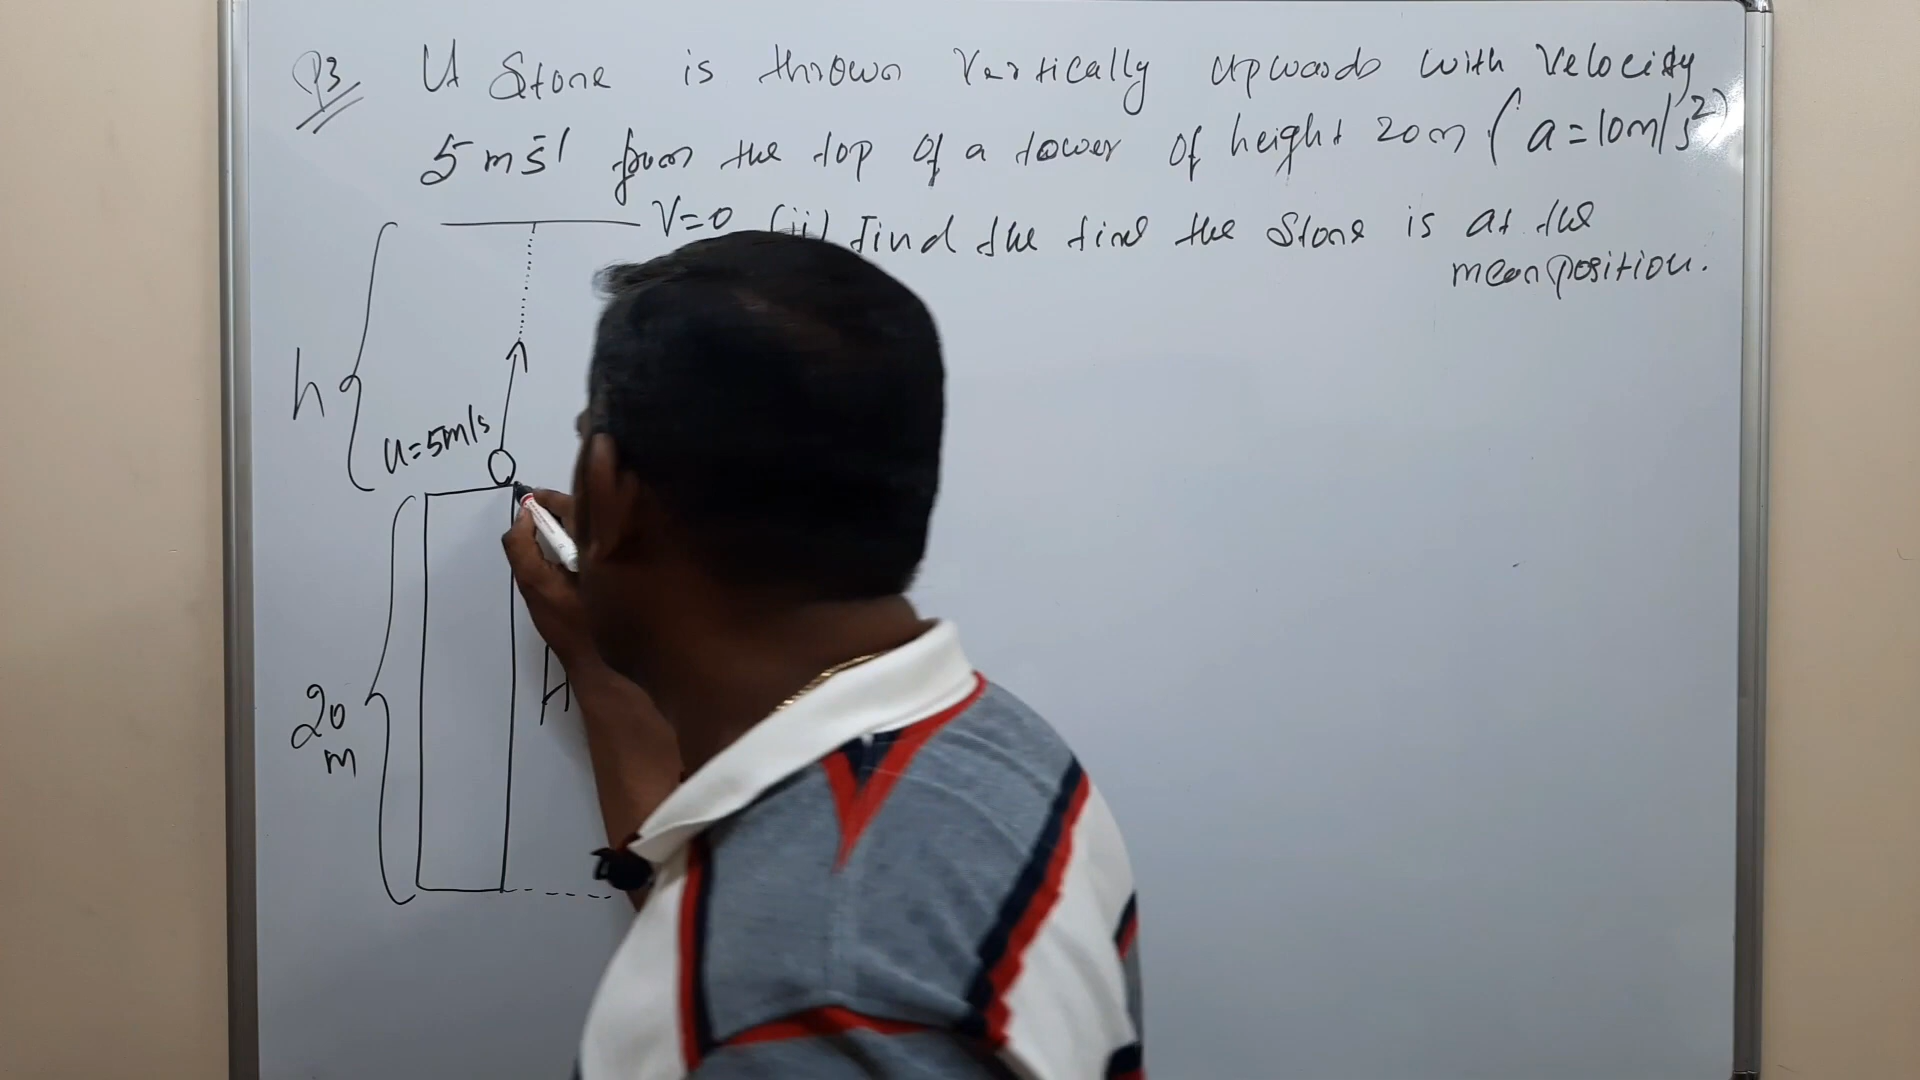 Q3 A Stone is thrown Vertically upwards with Velocity
5 ms-1 from the top of a tower of height 20m (a=10m/s²)
V=0 (ii) Find the time the Stone is at the
mean position.
h
u=5m/s
20
m
H